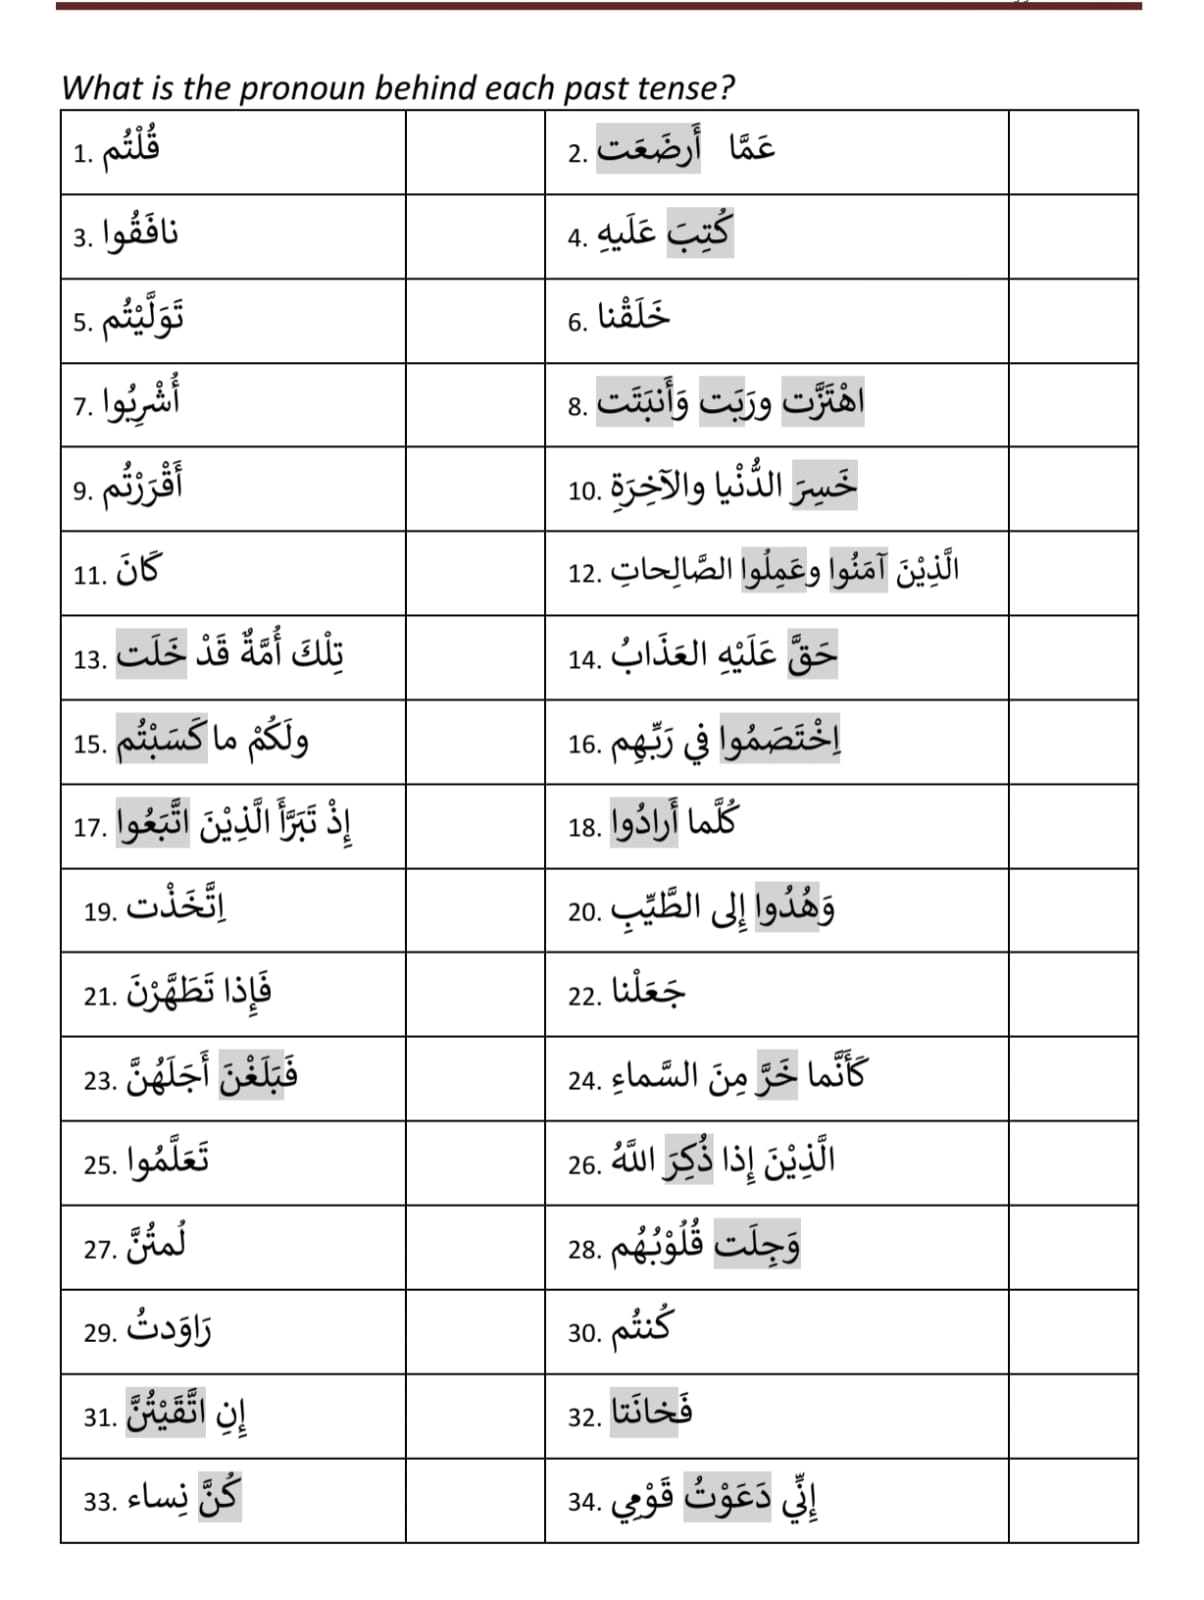 What is the pronoun behind each past tense?
1. قُلْتُم
2. عَمَّا أَرضَعَت
3. نافَقُوا
4. كُتِبَ عَلَيهِ
5. تَوَلَّيْتُم
6. خَلَقْنا
7. أُشْرِبُوا
8. اهْتَزَّت ورَبَت وَأَنبَتَت
9. أَقْرَرْتُم
10. خَسِرَ الدُّنْيا والآخِرَةِ
11. كَانَ
12. الَّذِيْنَ آمَنُوا وعَمِلُوا الصَّالِحاتِ
13. تِلْكَ أُمَّةٌ قَدْ خَلَت
14. حَقَّ عَلَيْهِ العَذَابُ
15. ولَكُمْ ما كَسَبْتُم
16. اِخْتَصَمُوا في رَبِّهِم
17. إِذْ تَبَرَّأَ الَّذِيْنَ اتَّبَعُوا
18. كُلَّما أَرادُوا
19. اِتَّخَذْت
20. وَهُدُوا إِلى الطَّيِّبِ
21. فَإِذا تَطَهَّرْنَ
22. جَعَلْنا
23. فَبَلَغْنَ أَجَلَهُنَّ
24. كَأَنَّما خَرَّ مِنَ السَّماءِ
25. تَعَلَّمُوا
26. الَّذِيْنَ إِذا ذُكِرَ اللَّهُ
27. لُمتُنَّ
28. وَجِلَت قُلُوْبُهُم
29. رَاوَدتُ
30. كُنتُم
31. إِنِ اتَّقَيْتُنَّ
32. فَخانَتا
33. كُنَّ نِساء
34. إِنِّي دَعَوْتُ قَوْمِي